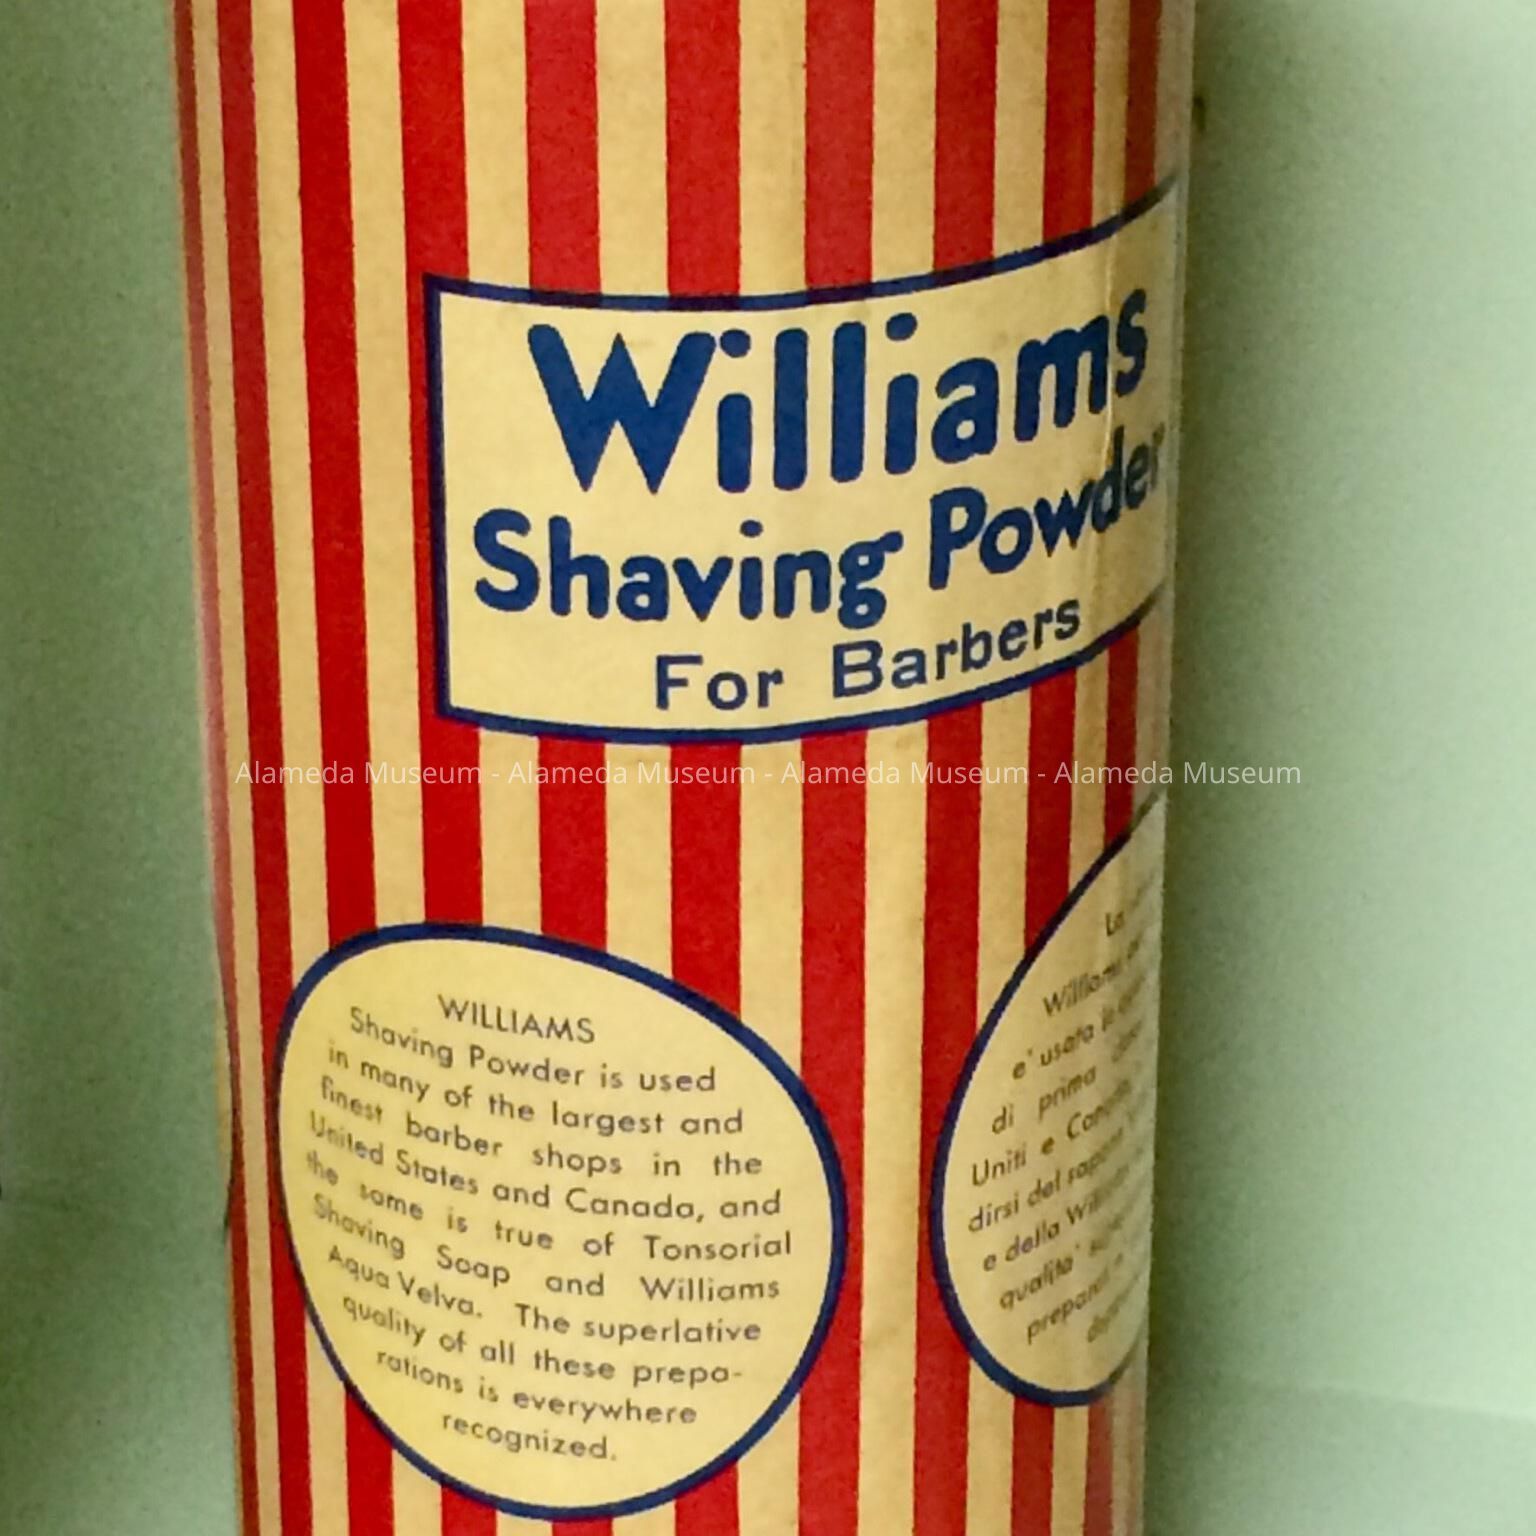 Williams
Shaving Powder
For Barbers
Alameda Museum - Alameda Museum - Alameda Museum - Alameda Museum
WILLIAMS
Shaving Powder is used
in many of the largest and
finest barber shops in the
United States and Canada, and
the same is true of Tonsorial
Shaving Soap and Williams
Aqua Velva. The superlative
quality of all these prepa-
rations is everywhere
recognized.
La
Williams
e' usata
di prima
Uniti e
dirsi del
e della
qualita'